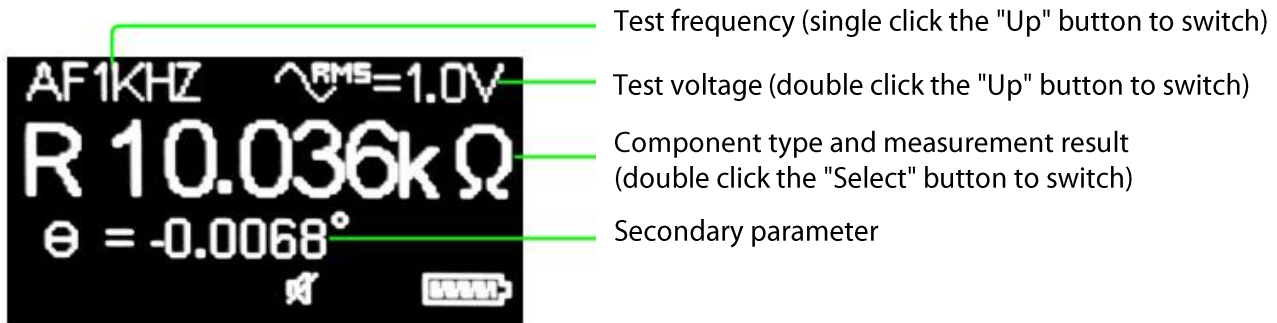 Test frequency (single click the "Up" button to switch)
AF1KHZ RMS=1.0V
Test voltage (double click the "Up" button to switch)
R 10.036kΩ
Component type and measurement result
(double click the "Select" button to switch)
θ = -0.0068°
Secondary parameter